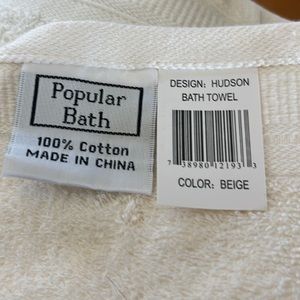 Popular
Bath
100% Cotton
MADE IN CHINA
DESIGN: HUDSON
BATH TOWEL
7 38980 12193 3
COLOR: BEIGE